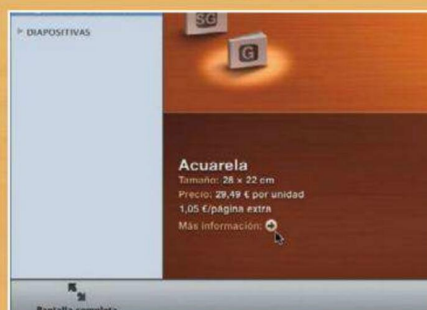 DIAPOSITIVAS
SG
G
Acuarela
Tamaño: 28 x 22 cm
Precio: 29,49 € por unidad
1,05 €/página extra
Más información:
Pantalla completa